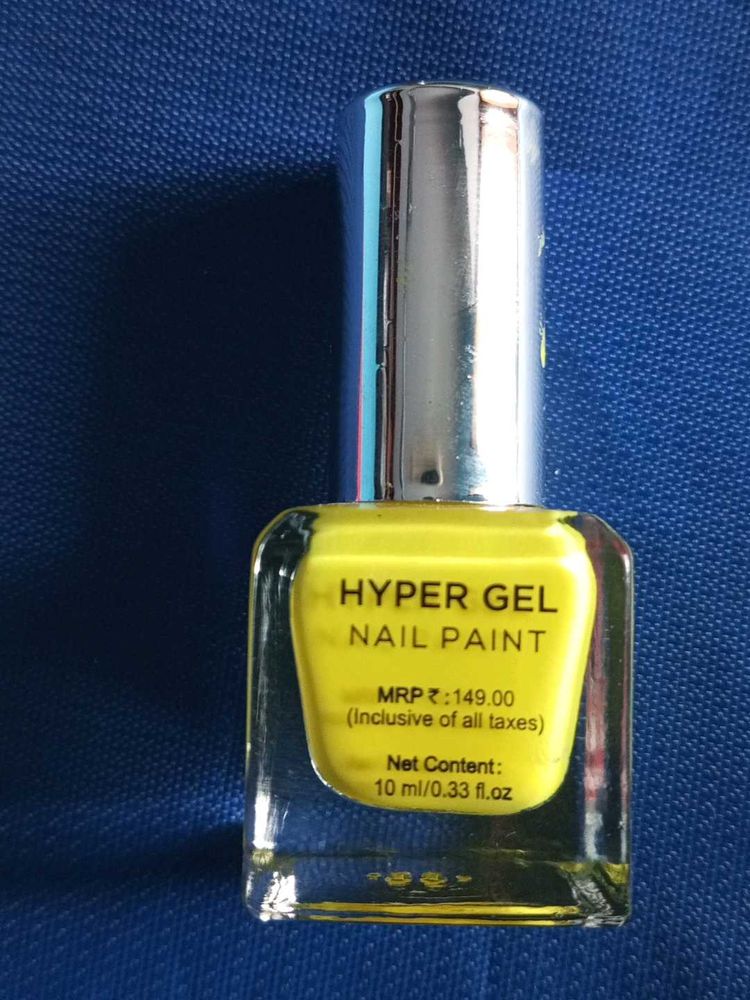 HYPER GEL
NAIL PAINT
MRP ₹ : 149.00
(Inclusive of all taxes)
Net Content:
10 ml/0.33 fl.oz